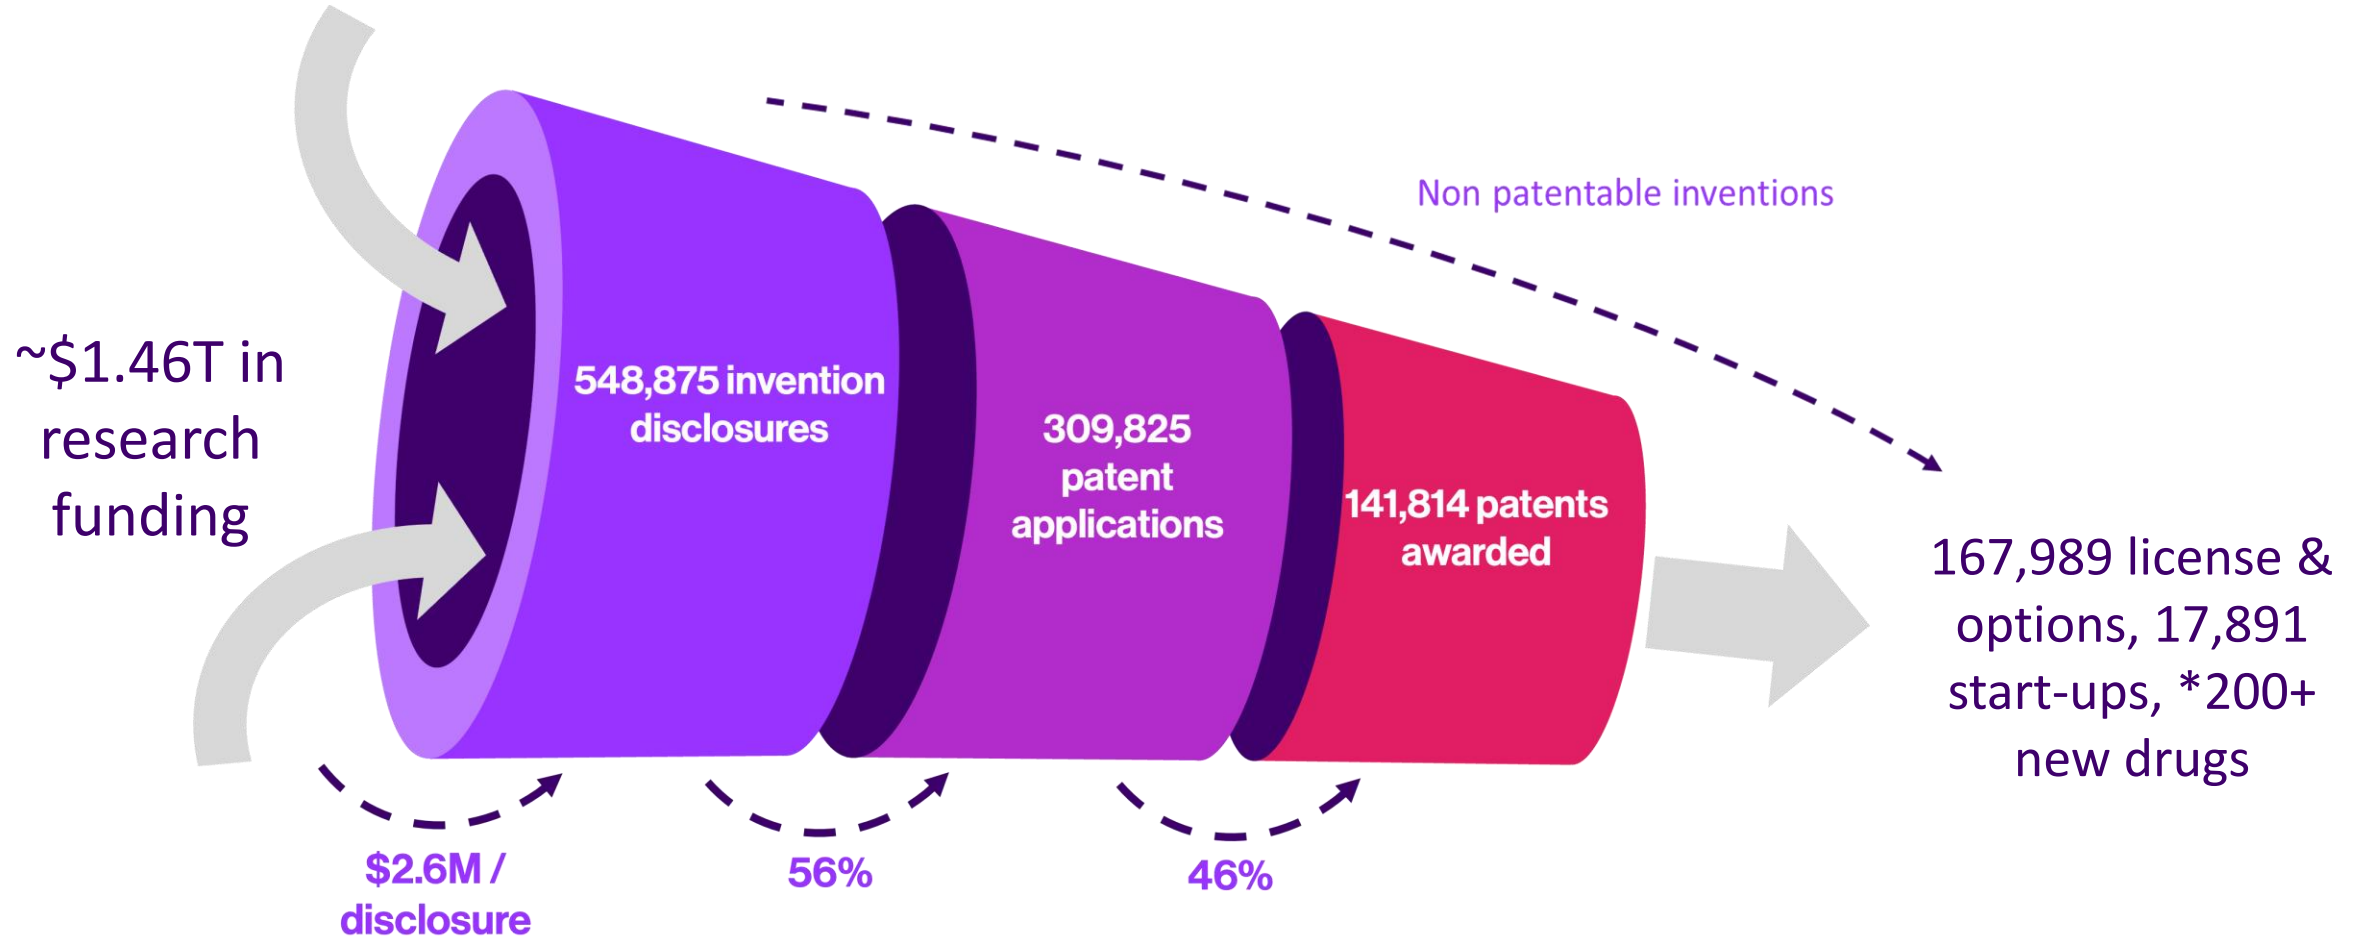 ~$1.46T in
research
funding
548,875 invention
disclosures
309,825
patent
applications
141,814 patents
awarded
Non patentable inventions
167,989 license &
options, 17,891
start-ups, *200+
new drugs
$2.6M /
disclosure
56%
46%